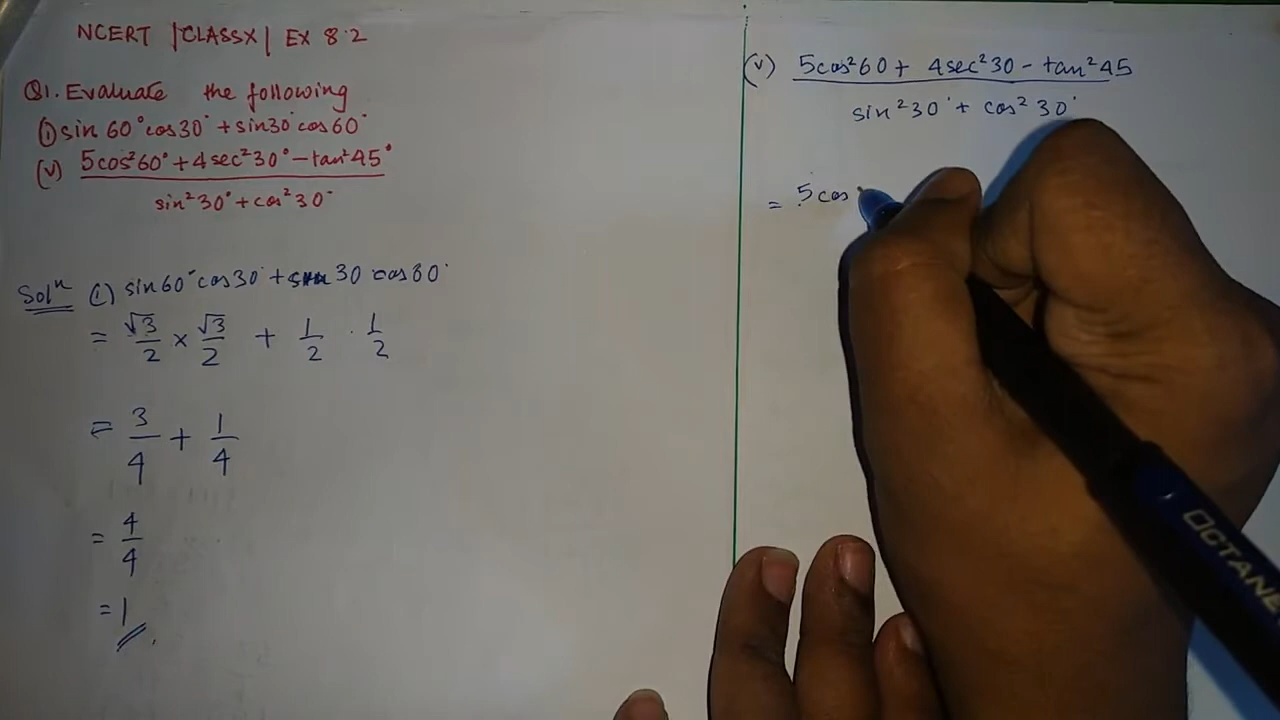 NCERT |CLASSX| EX 8.2
Q1. Evaluate the following
(i) sin 60° cos 30° + sin 30° cos 60°
(v) 5cos²60° + 4sec²30° - tan²45°
sin²30° + cos²30°
Solⁿ (i) sin 60° cos 30° + sin 30 cos 60°
= √3/2 × √3/2 + 1/2 . 1/2
= 3/4 + 1/4
= 4/4
= 1
(v) 5cos²60 + 4sec²30 - tan²45
sin²30° + cos²30°
= 5cos
OCTANE